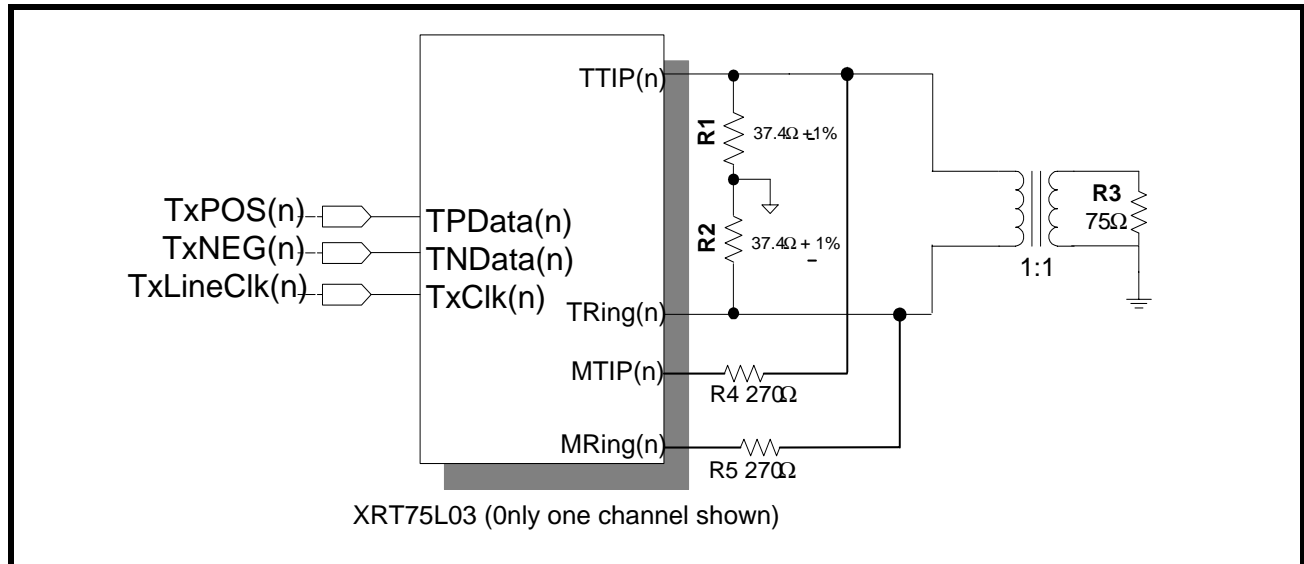 TTIP(n)
R1
37.4Ω ±1%
R2
37.4Ω ± 1%
R3
75Ω
1:1
TxPOS(n)
TPData(n)
TxNEG(n)
TNData(n)
TxLineClk(n)
TxClk(n)
TRing(n)
MTIP(n)
R4 270Ω
MRing(n)
R5 270Ω
XRT75L03 (0nly one channel shown)